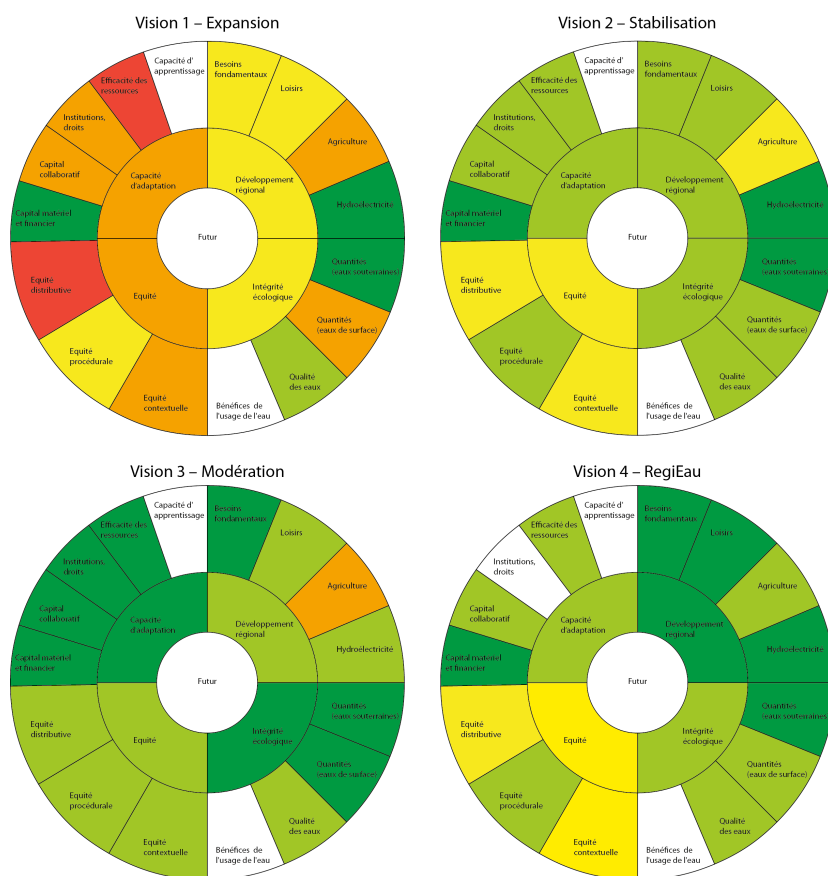 Vision 1 – Expansion
Capacité d'
apprentissage
Besoins
fondamentaux
Loisirs
Agriculture
Hydroelectricité
Quantités
(eaux souterraines)
Quantités
(eaux de surface)
Qualité
des eaux
Bénéfices de
l'usage de l'eau
Equité
contextuelle
Equité
procédurale
Equité
distributive
Capital matériel
et financier
Capital
collaboratif
Institutions,
droits
Efficacité des
ressources
Capacité
d'adaptation
Développement
régional
Intégrité
écologique
Equité
Futur
Vision 2 – Stabilisation
Capacité d'
apprentissage
Besoins
fondamentaux
Loisirs
Agriculture
Hydroelectricité
Quantités
(eaux souterraines)
Quantités
(eaux de surface)
Qualité
des eaux
Bénéfices de
l'usage de l'eau
Equité
contextuelle
Equité
procédurale
Equité
distributive
Capital matériel
et financier
Capital
collaboratif
Institutions,
droits
Efficacité des
ressources
Capacité
d'adaptation
Développement
régional
Intégrité
écologique
Equité
Futur
Vision 3 – Modération
Capacité d'
apprentissage
Besoins
fondamentaux
Loisirs
Agriculture
Hydroélectricité
Quantités
(eaux souterraines)
Quantités
(eaux de surface)
Qualité
des eaux
Bénéfices de
l'usage de l'eau
Equité
contextuelle
Equité
procédurale
Equité
distributive
Capital matériel
et financier
Capital
collaboratif
Institutions,
droits
Efficacité des
ressources
Capacité
d'adaptation
Développement
régional
Intégrité
écologique
Equité
Futur
Vision 4 – RegiEau
Capacité d'
apprentissage
Besoins
fondamentaux
Loisirs
Agriculture
Hydroelectricité
Quantités
(eaux souterraines)
Quantités
(eaux de surface)
Qualité
des eaux
Bénéfices de
l'usage de l'eau
Equité
contextuelle
Equité
procédurale
Equité
distributive
Capital matériel
et financier
Capital
collaboratif
Institutions,
droits
Efficacité des
ressources
Capacité
d'adaptation
Développement
régional
Intégrité
écologique
Equité
Futur